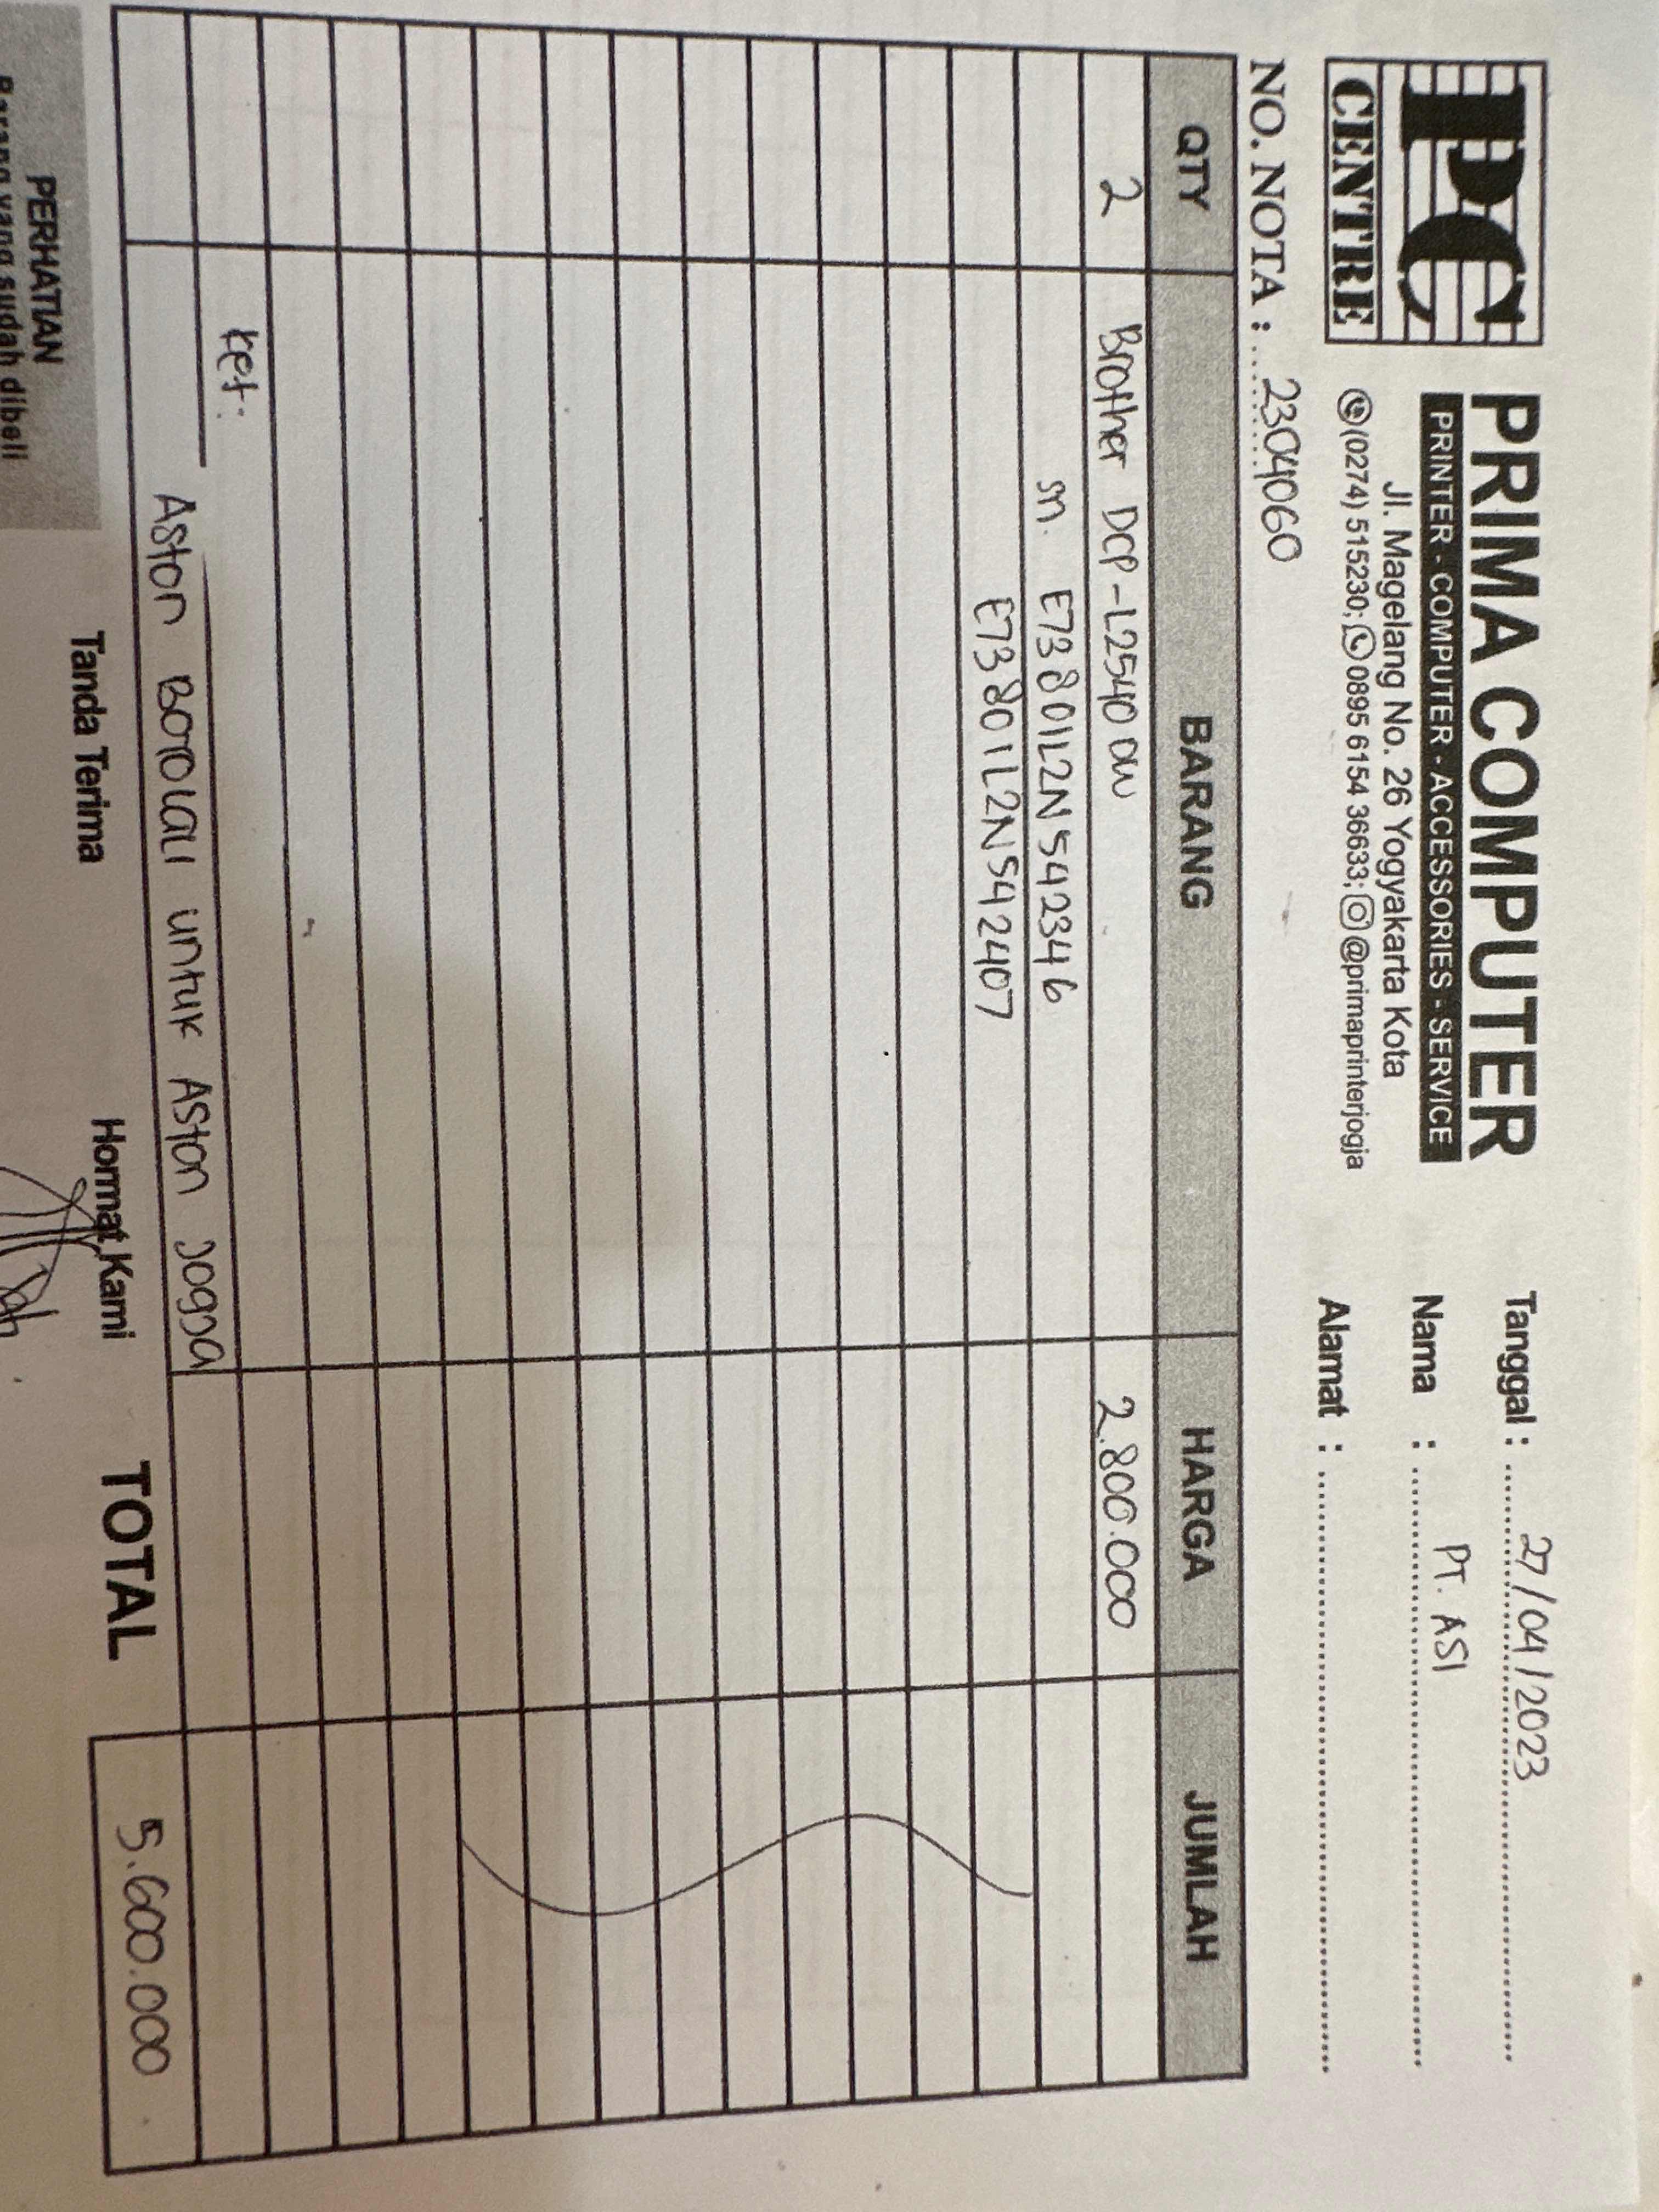 PC
CENTRE
PRIMA COMPUTER
PRINTER - COMPUTER - ACCESSORIES - SERVICE
Jl. Magelang No. 26 Yogyakarta Kota
(0274) 515230; 0895 6154 36633; @primaprinterjogja
Tanggal : 27/04/2023
Nama : PT. ASI
Alamat :
NO. NOTA : 23040060
QTY BARANG HARGA JUMLAH
2 Brother DCP-L2540 DW 2.800.000
sn. E73801L2N542346
E73801L2N542407
ket.
Aston untuk Aston Jogja
TOTAL 5.600.000
Tanda Terima
Hormat Kami
PERHATIAN
Barang yang sudah dibeli